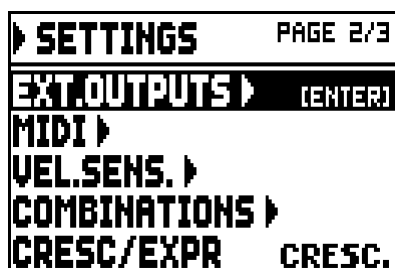 SETTINGS PAGE 2/3
EXT.OUTPUTS [ENTER]
MIDI
VEL.SENS.
COMBINATIONS
CRESC/EXPR CRESC.